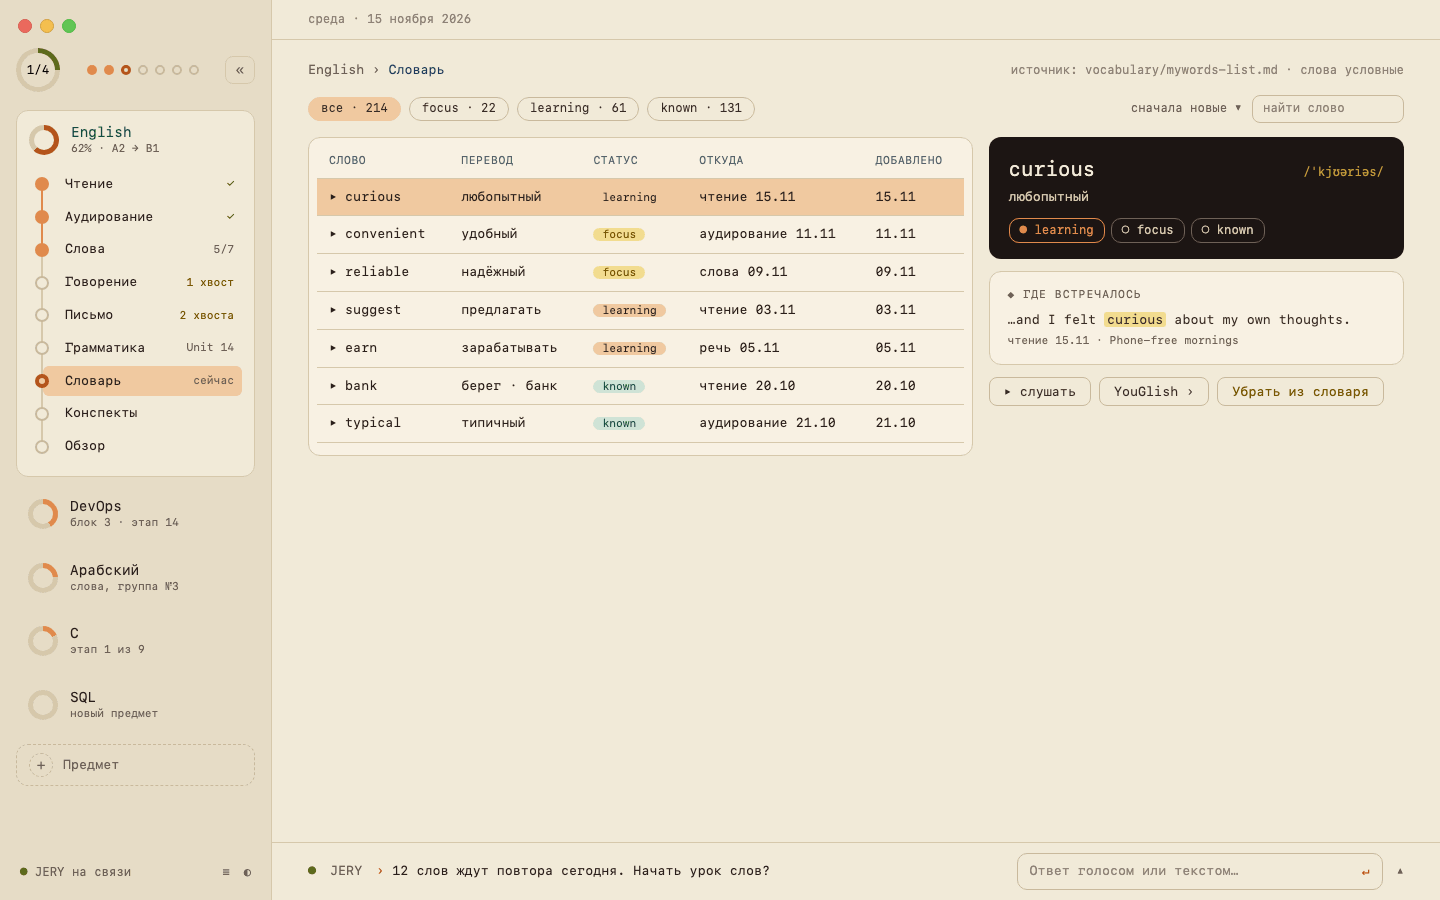 среда · 15 ноября 2026
1/4
«
English
62% · A2 → B1
Чтение ✓
Аудирование ✓
Слова 5/7
Говорение 1 хвост
Письмо 2 хвоста
Грамматика Unit 14
Словарь сейчас
Конспекты
Обзор
DevOps
блок 3 · этап 14
Арабский
слова, группа №3
C
этап 1 из 9
SQL
новый предмет
+ Предмет
JERY на связи
English › Словарь
источник: vocabulary/mywords-list.md · слова условные
все · 214 focus · 22 learning · 61 known · 131
сначала новые ▾ найти слово
СЛОВО ПЕРЕВОД СТАТУС ОТКУДА ДОБАВЛЕНО
▸ curious любопытный learning чтение 15.11 15.11
▸ convenient удобный focus аудирование 11.11 11.11
▸ reliable надёжный focus слова 09.11 09.11
▸ suggest предлагать learning чтение 03.11 03.11
▸ earn зарабатывать learning речь 05.11 05.11
▸ bank берег · банк known чтение 20.10 20.10
▸ typical типичный known аудирование 21.10 21.10
curious /ˈkjʊəriəs/
любопытный
learning focus known
◆ ГДЕ ВСТРЕЧАЛОСЬ
…and I felt curious about my own thoughts.
чтение 15.11 · Phone-free mornings
▸ слушать YouGlish › Убрать из словаря
JERY › 12 слов ждут повтора сегодня. Начать урок слов?
Ответ голосом или текстом… ↵ ▴